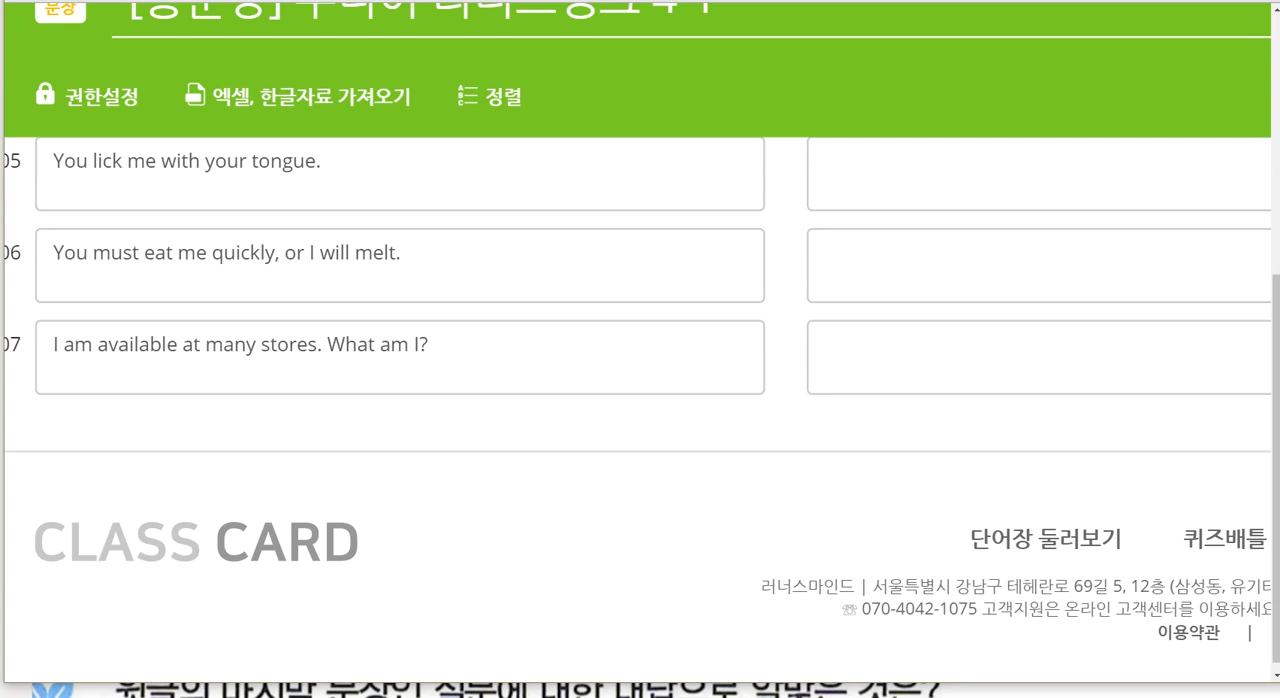 문장
권한설정 엑셀, 한글자료 가져오기 정렬
05 You lick me with your tongue.
06 You must eat me quickly, or I will melt.
07 I am available at many stores. What am I?
CLASS CARD
단어장 둘러보기 퀴즈배틀
러너스마인드 | 서울특별시 강남구 테헤란로 69길 5, 12층 (삼성동, 유기
☏ 070-4042-1075 고객지원은 온라인 고객센터를 이용하세요
이용약관 |